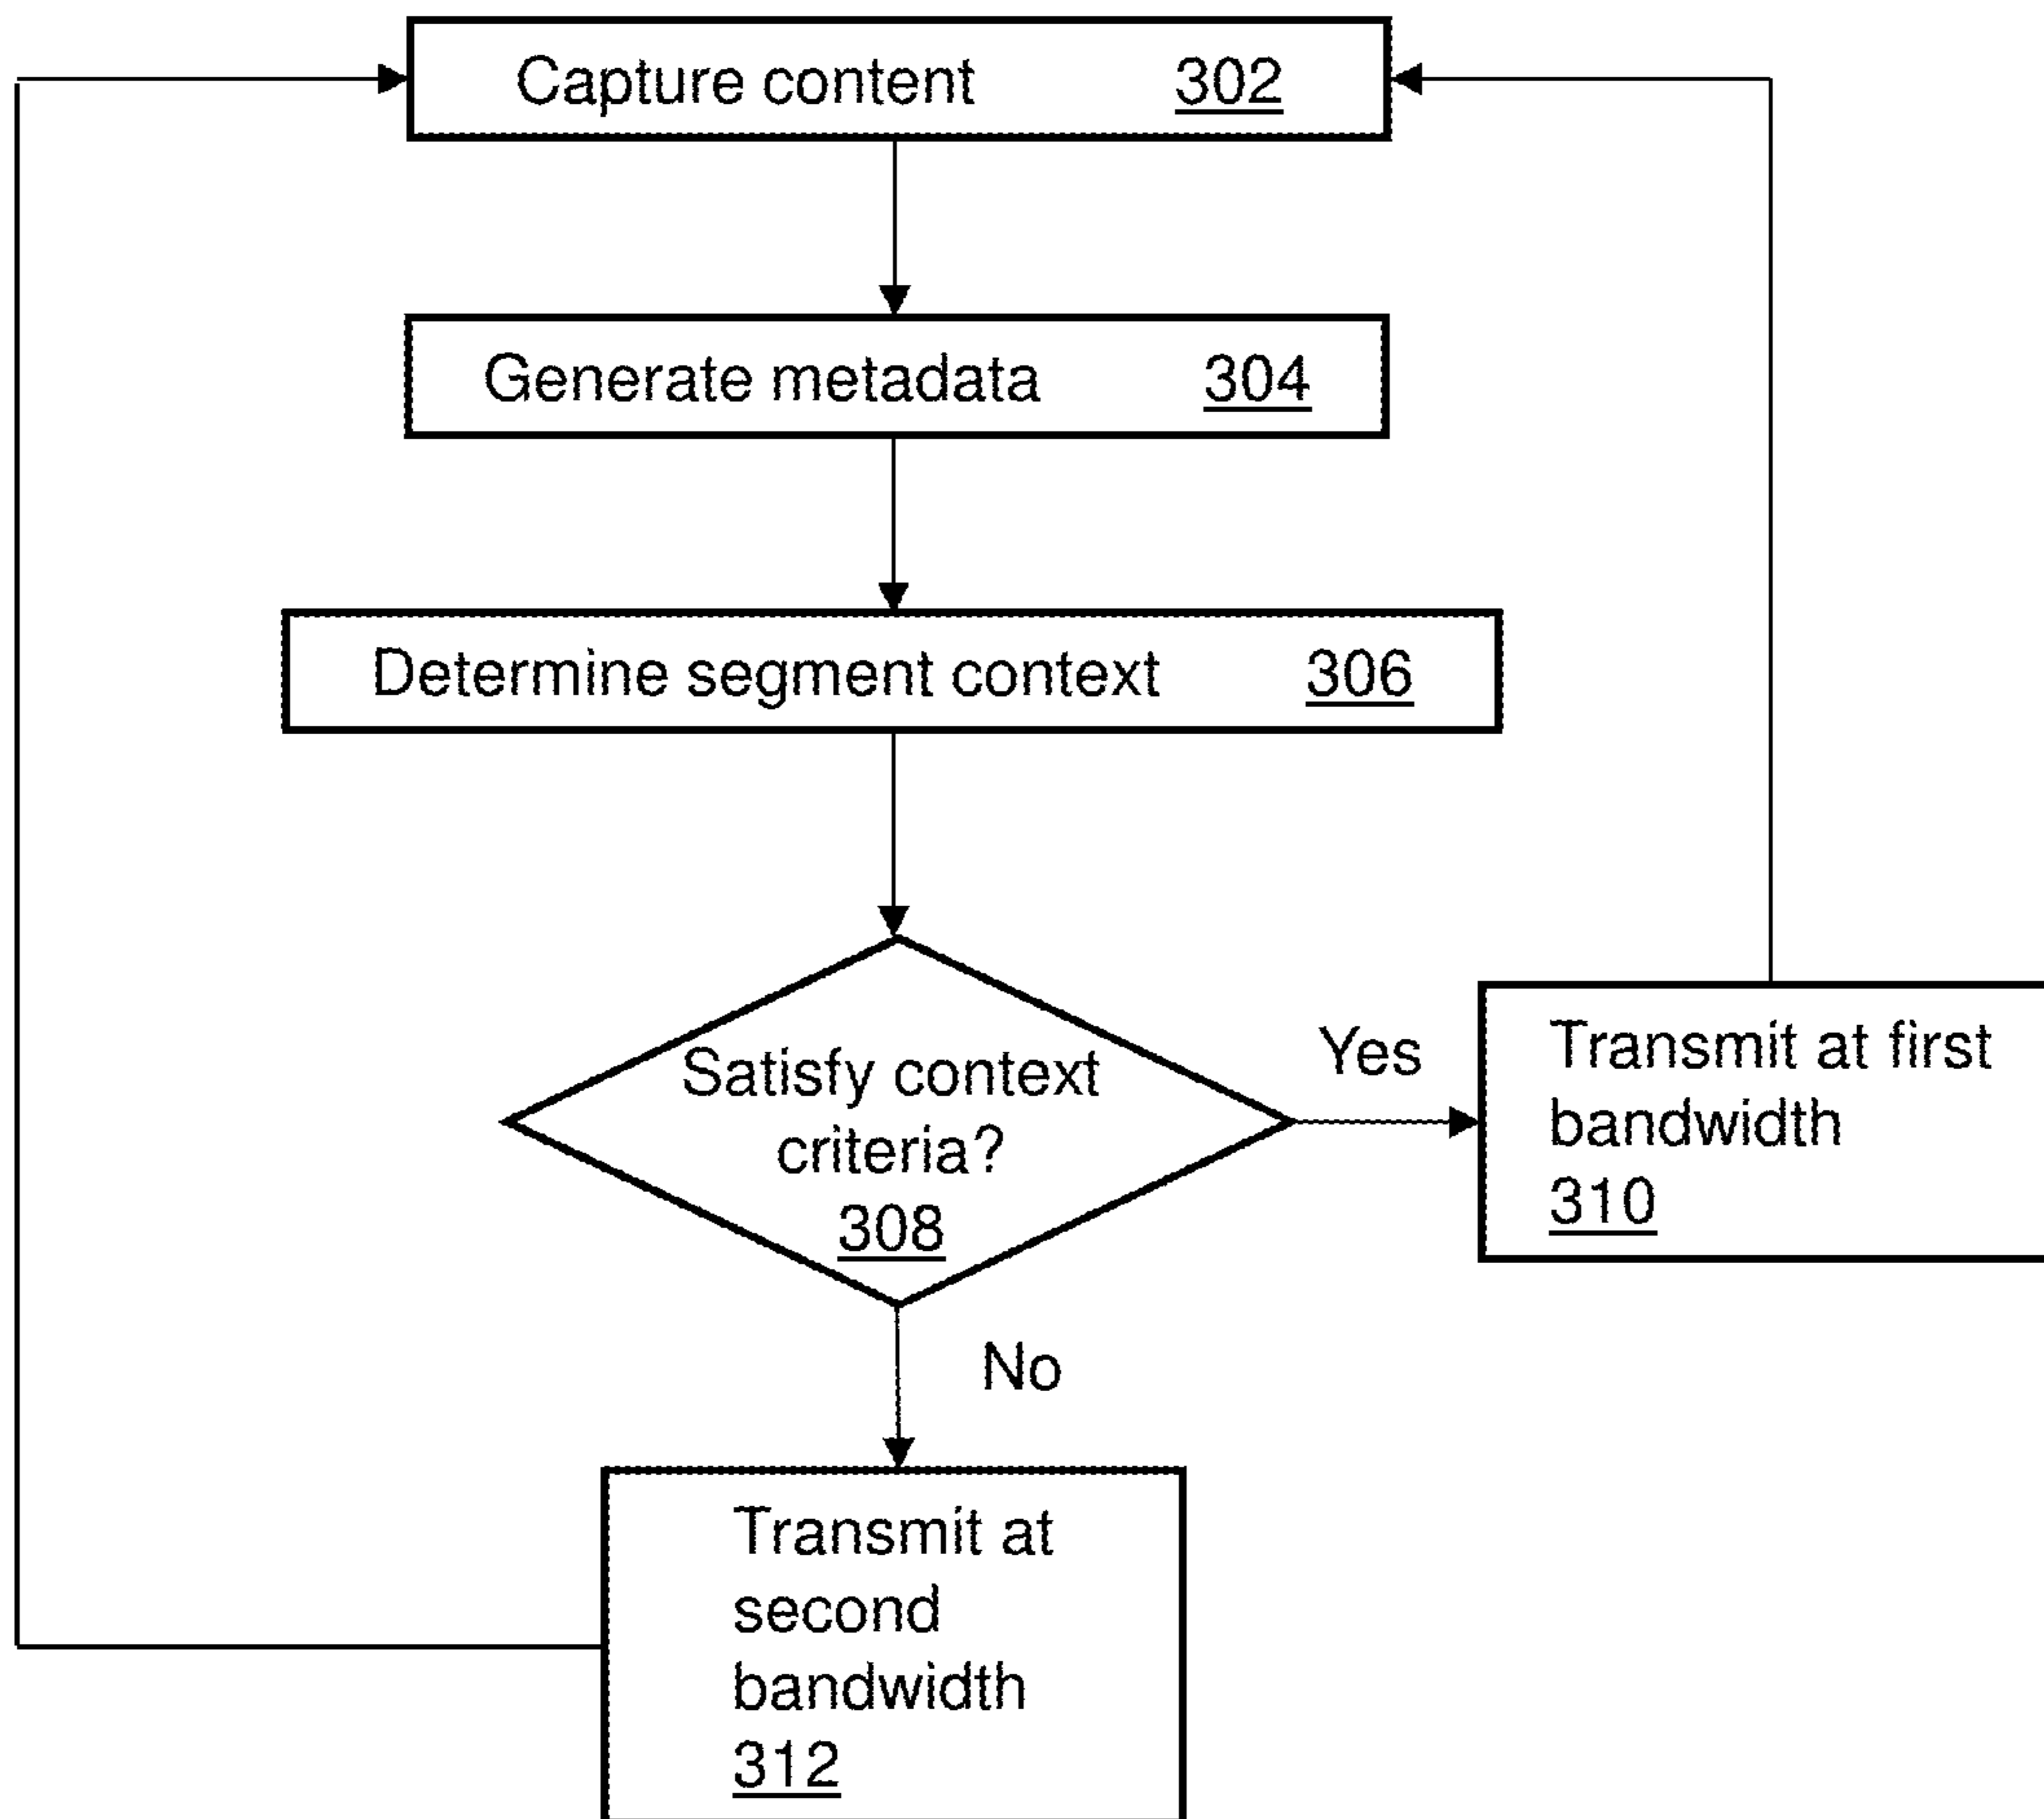 Capture content 302
Generate metadata 304
Determine segment context 306
Satisfy context
criteria?
308
Yes
Transmit at first
bandwidth
310
No
Transmit at
second
bandwidth
312